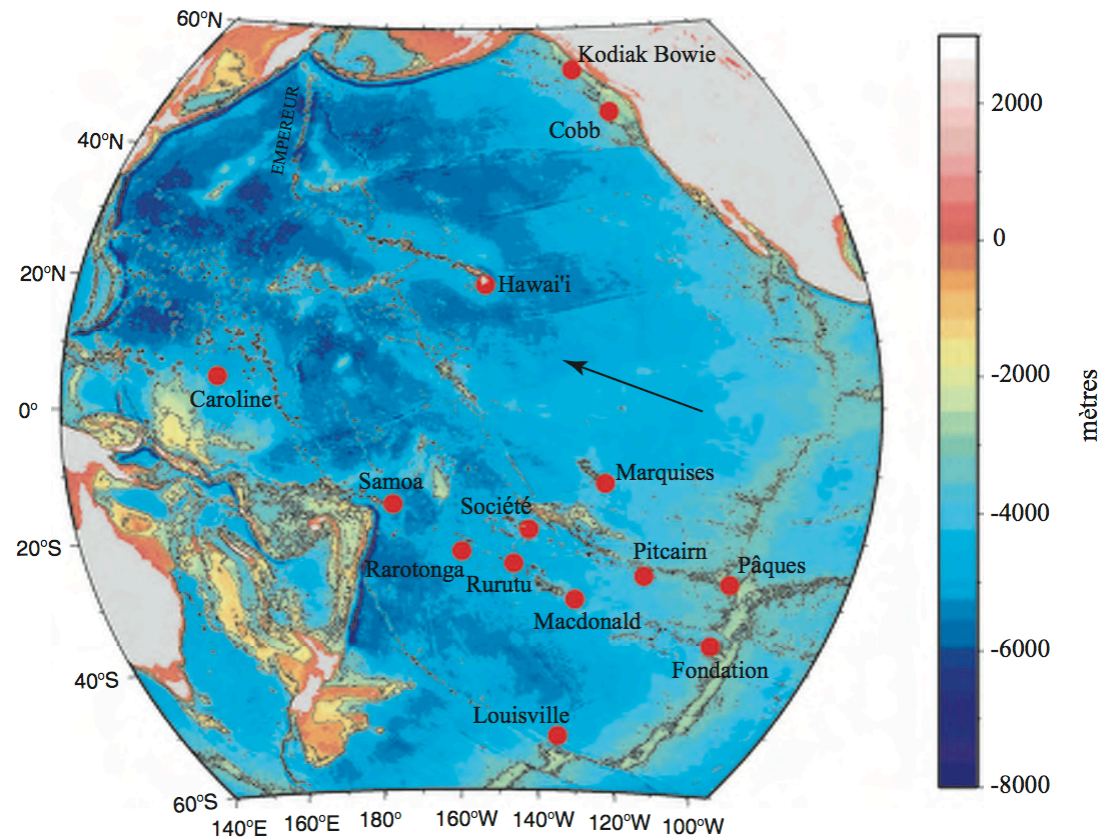 60°N
Kodiak Bowie
2000
Cobb
EMPEREUR
40°N
0
20°N
Hawai'i
-2000
Caroline
0°
mètres
Marquises
Samoa
Société
-4000
20°S
Pitcairn
Pâques
Rarotonga
Rurutu
Macdonald
-6000
Fondation
40°S
Louisville
-8000
60°S
140°E
160°E
180°
160°W
140°W
120°W
100°W